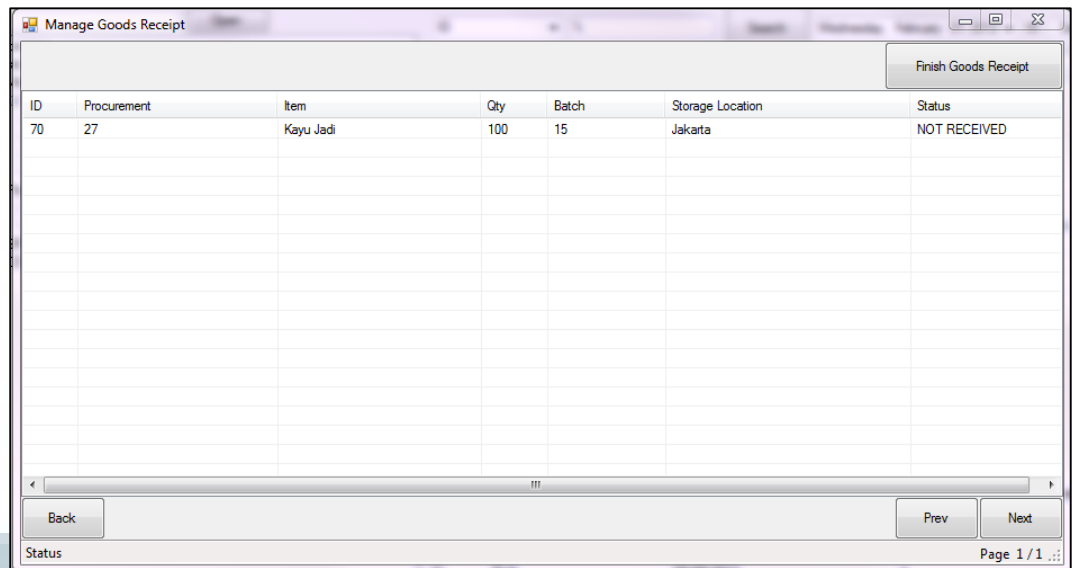 Manage Goods Receipt
Finish Goods Receipt
ID Procurement Item Qty Batch Storage Location Status
70 27 Kayu Jadi 100 15 Jakarta NOT RECEIVED
Back Prev Next
Status Page 1 / 1